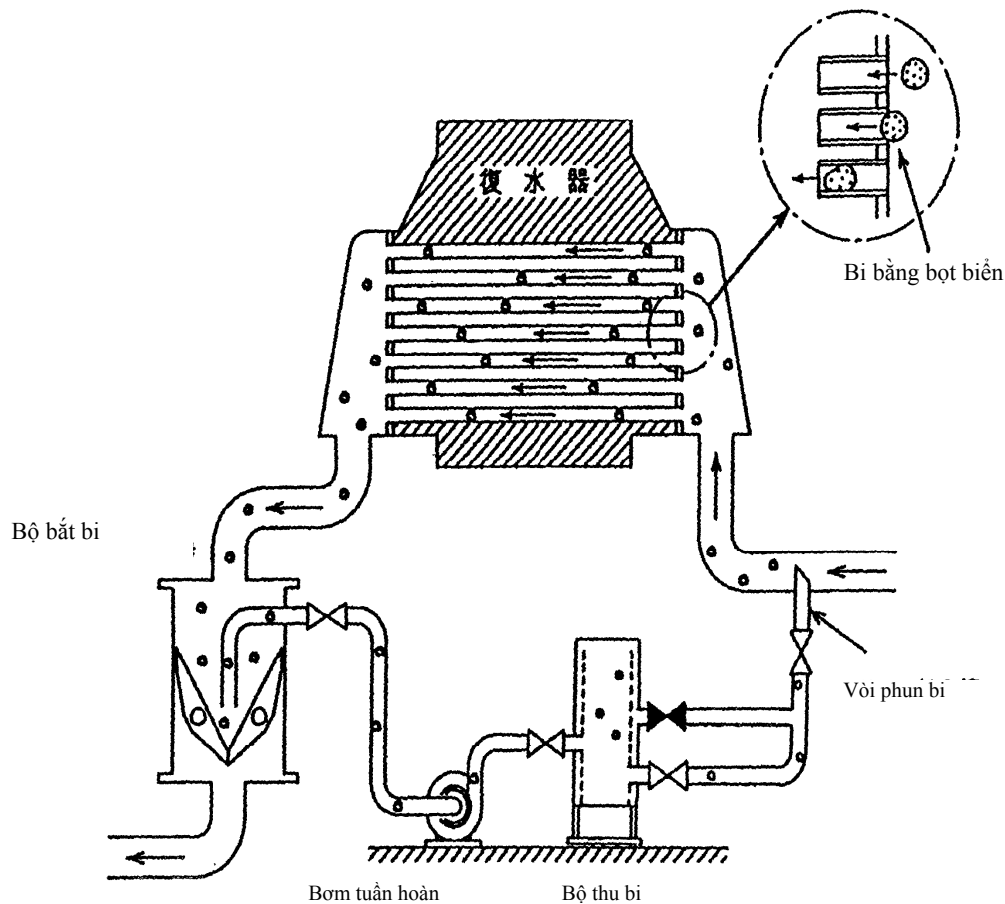 復水器
Bi bằng bọt biển
Bộ bắt bi
Vòi phun bi
Bơm tuần hoàn
Bộ thu bi